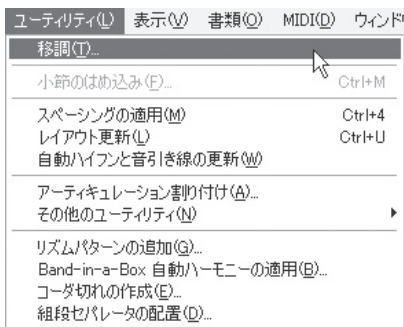 ユーティリティ(L) 表示(V) 書類(O) MIDI(D) ウィンド
移調(T)...
小節のはめ込み(F)... Ctrl+M
スペーシングの適用(M) Ctrl+4
レイアウト更新(L) Ctrl+U
自動ハイフンと音引き線の更新(W)
アーティキュレーション割り付け(A)...
その他のユーティリティ(N)
リズムパターンの追加(G)...
Band-in-a-Box 自動ハーモニーの適用(B)...
コーダ切れの作成(E)...
組段セパレータの配置(D)...